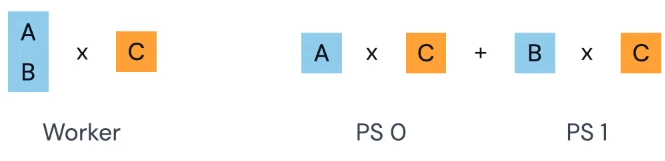 A
B x C A x C + B x C
Worker PS 0 PS 1